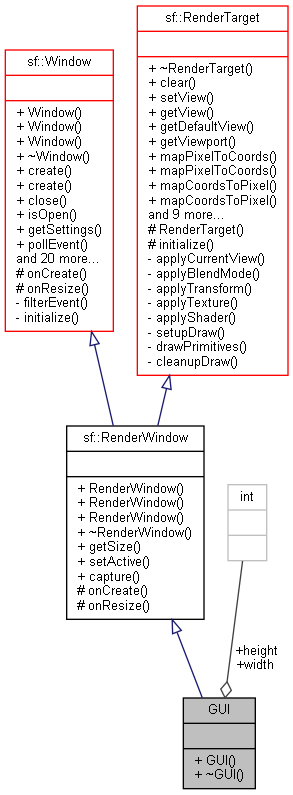 sf::RenderTarget
+ ~RenderTarget()
+ clear()
+ setView()
+ getView()
+ getDefaultView()
+ getViewport()
+ mapPixelToCoords()
+ mapPixelToCoords()
+ mapCoordsToPixel()
+ mapCoordsToPixel()
and 9 more...
# RenderTarget()
# initialize()
- applyCurrentView()
- applyBlendMode()
- applyTransform()
- applyTexture()
- applyShader()
- setupDraw()
- drawPrimitives()
- cleanupDraw()
sf::Window
+ Window()
+ Window()
+ Window()
+ ~Window()
+ create()
+ create()
+ close()
+ isOpen()
+ getSettings()
+ pollEvent()
and 20 more...
# onCreate()
# onResize()
- filterEvent()
- initialize()
sf::RenderWindow
+ RenderWindow()
+ RenderWindow()
+ RenderWindow()
+ ~RenderWindow()
+ getSize()
+ setActive()
+ capture()
# onCreate()
# onResize()
int
+height
+width
GUI
+ GUI()
+ ~GUI()